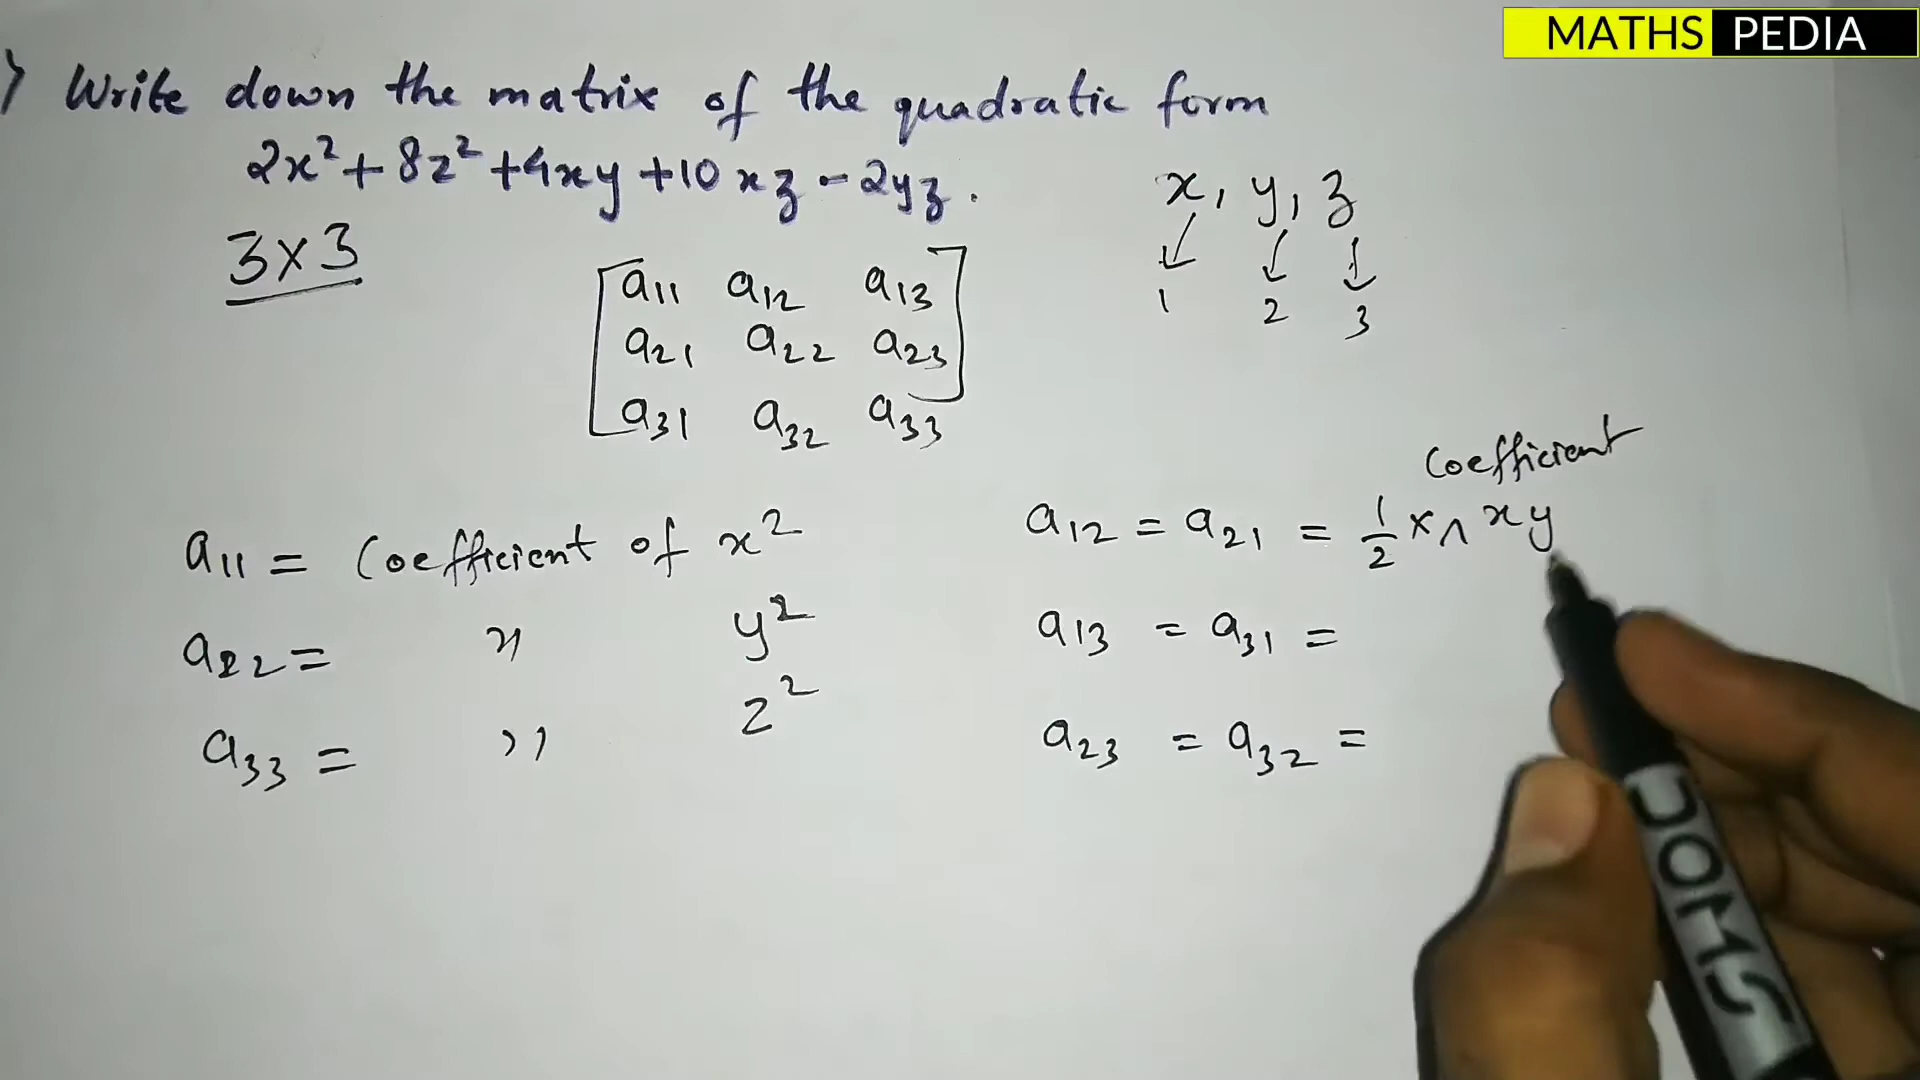 MATHS PEDIA
) Write down the matrix of the quadratic form
2x²+8z²+4xy+10xz-2yz.
3×3
x, y, z
1 2 3
a11 a12 a13
a21 a22 a23
a31 a32 a33
a11 = Coefficient of x²
a22 = " y²
a33 = " z²
Coefficient
a12 = a21 = 1/2 × ^ xy
a13 = a31 =
a23 = a32 =
DOMS